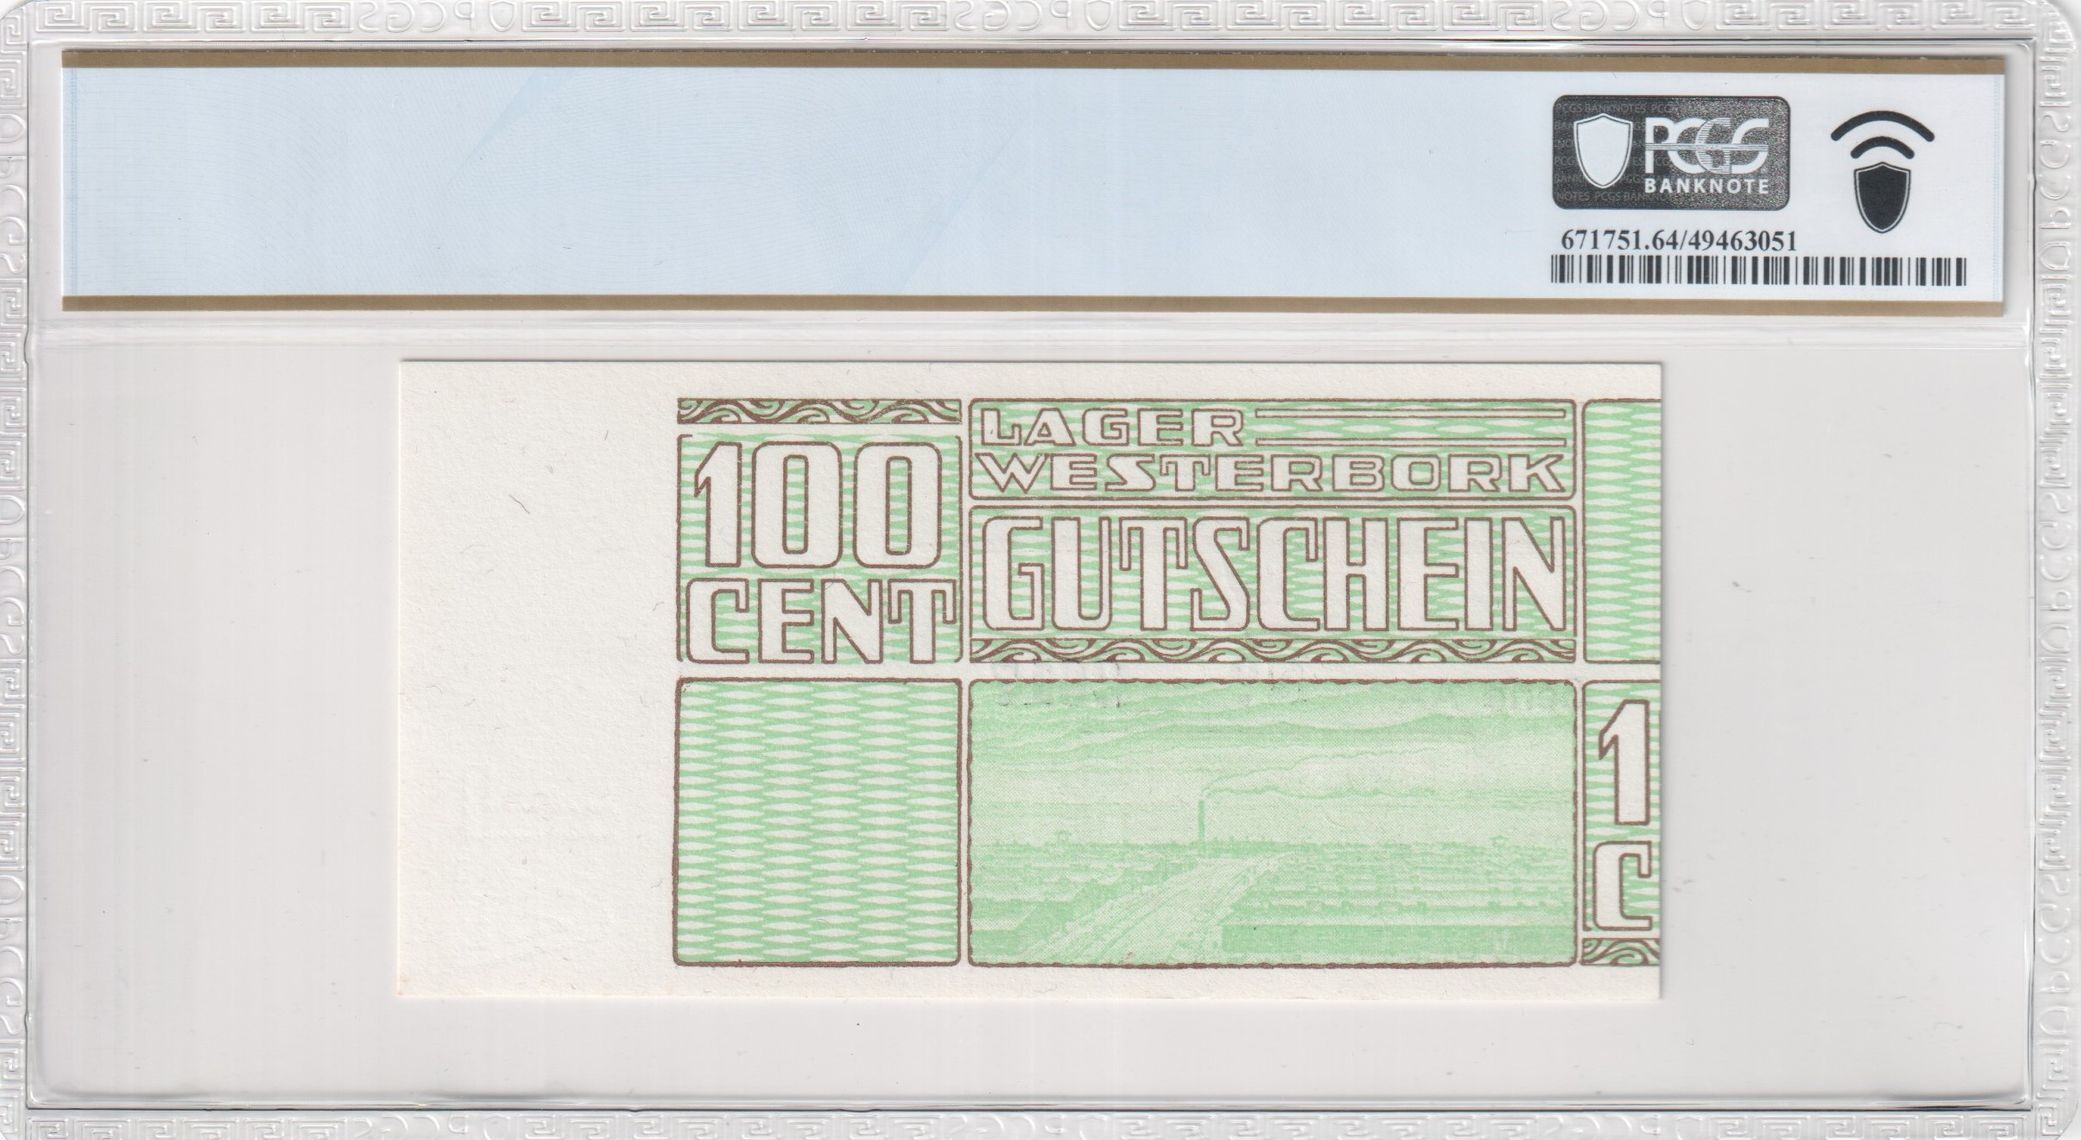 PCGS
BANKNOTE
671751.64/49463051
LAGER
WESTERBORK
100
CENT
GUTSCHEIN
1
C